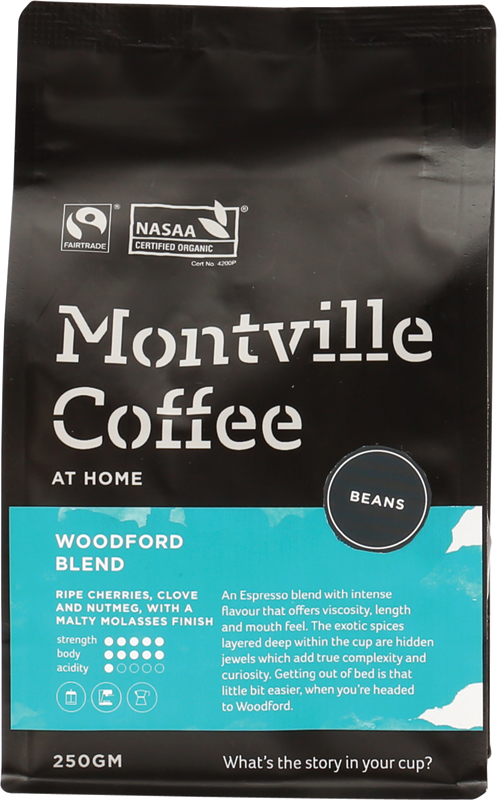 FAIRTRADE ®
NASAA ®
CERTIFIED ORGANIC
Cert No. 4200P
Montville
Coffee
AT HOME
BEANS
WOODFORD
BLEND
RIPE CHERRIES, CLOVE
AND NUTMEG, WITH A
MALTY MOLASSES FINISH
strength
body
acidity
An Espresso blend with intense
flavour that offers viscosity, length
and mouth feel. The exotic spices
layered deep within the cup are hidden
jewels which add true complexity and
curiosity. Getting out of bed is that
little bit easier, when you're headed
to Woodford.
250GM
What's the story in your cup?